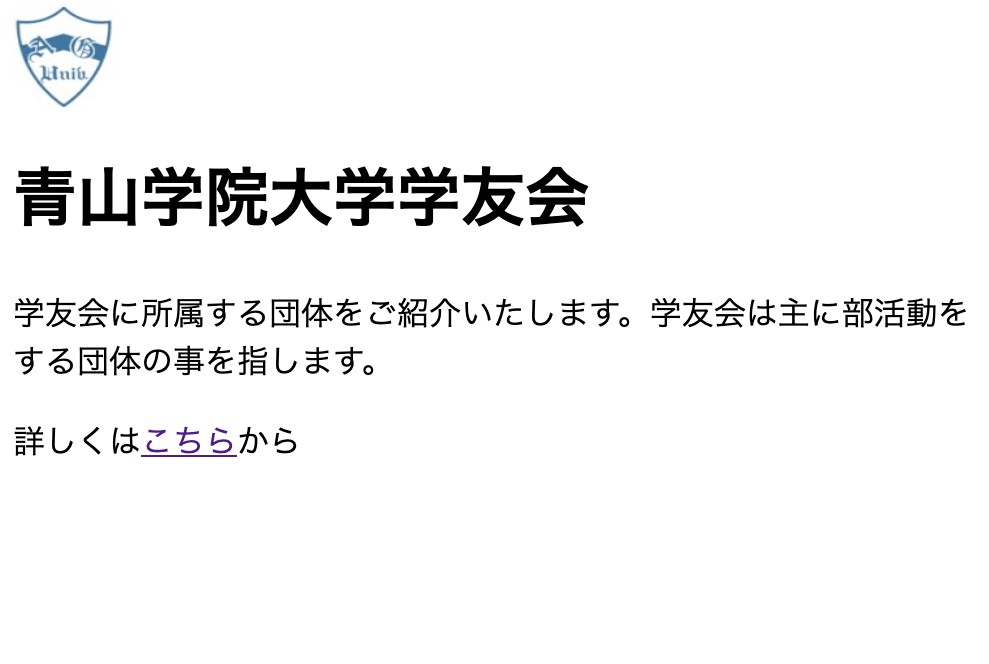 A G
Univ.
青山学院大学学友会
学友会に所属する団体をご紹介いたします。学友会は主に部活動を
する団体の事を指します。
詳しくはこちらから